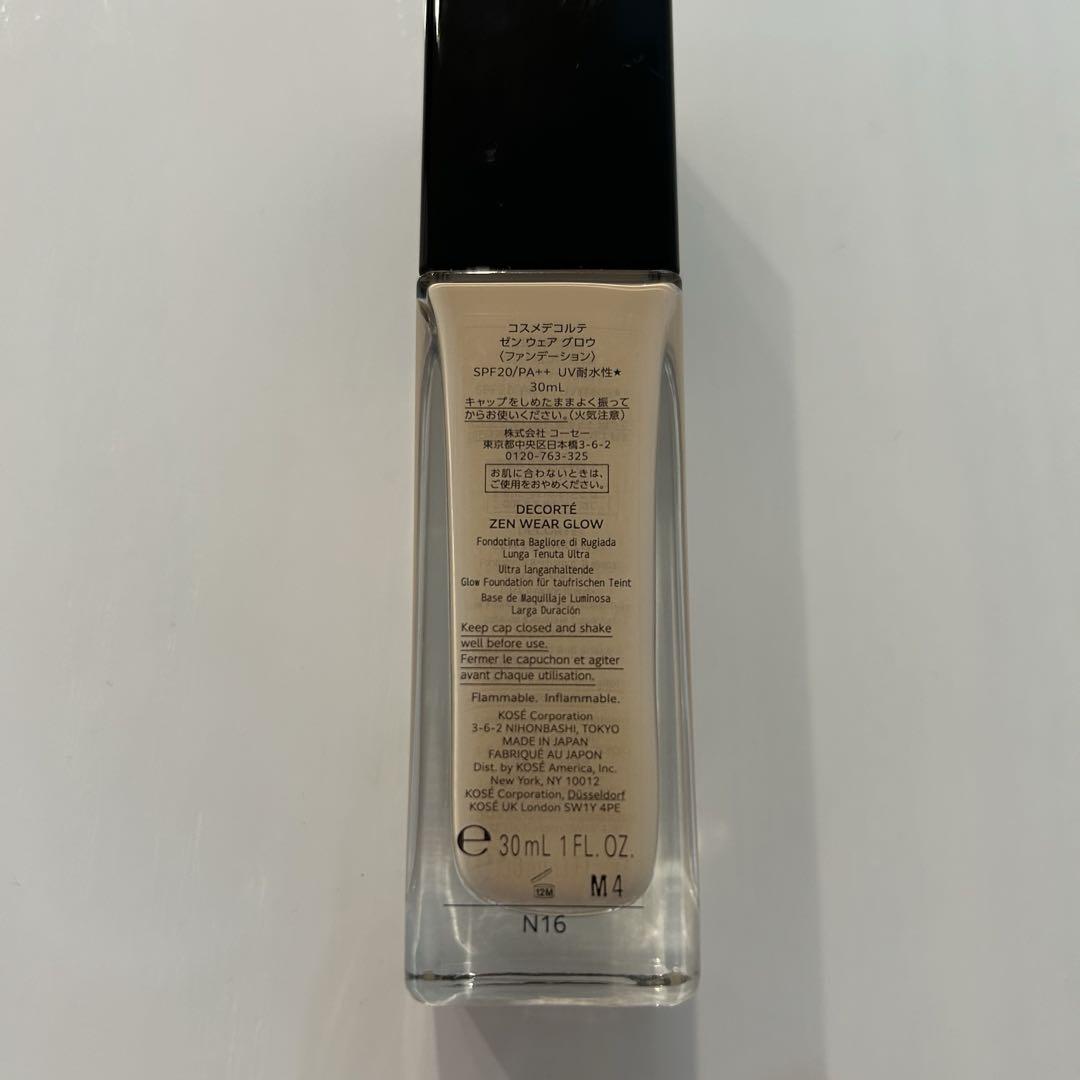 コスメデコルテ
ゼン ウェア グロウ
〈ファンデーション〉
SPF20/PA++ UV耐水性★
30mL
キャップをしめたままよく振って
からお使いください。(火気注意)
株式会社 コーセー
東京都中央区日本橋3-6-2
0120-763-325
お肌に合わないときは、
ご使用をおやめください。
DECORTÉ
ZEN WEAR GLOW
Fondotinta Bagliore di Rugiada
Lunga Tenuta Ultra
Ultra langanhaltende
Glow Foundation für taufrischen Teint
Base de Maquillaje Luminosa
Larga Duración
Keep cap closed and shake
well before use.
Fermer le capuchon et agiter
avant chaque utilisation.
Flammable. Inflammable.
KOSÉ Corporation
3-6-2 NIHONBASHI, TOKYO
MADE IN JAPAN
FABRIQUÉ AU JAPON
Dist. by KOSÉ America, Inc.
New York, NY 10012
KOSÉ Corporation, Düsseldorf
KOSÉ UK London SW1Y 4PE
e 30mL 1 FL. OZ.
12M M4
N16